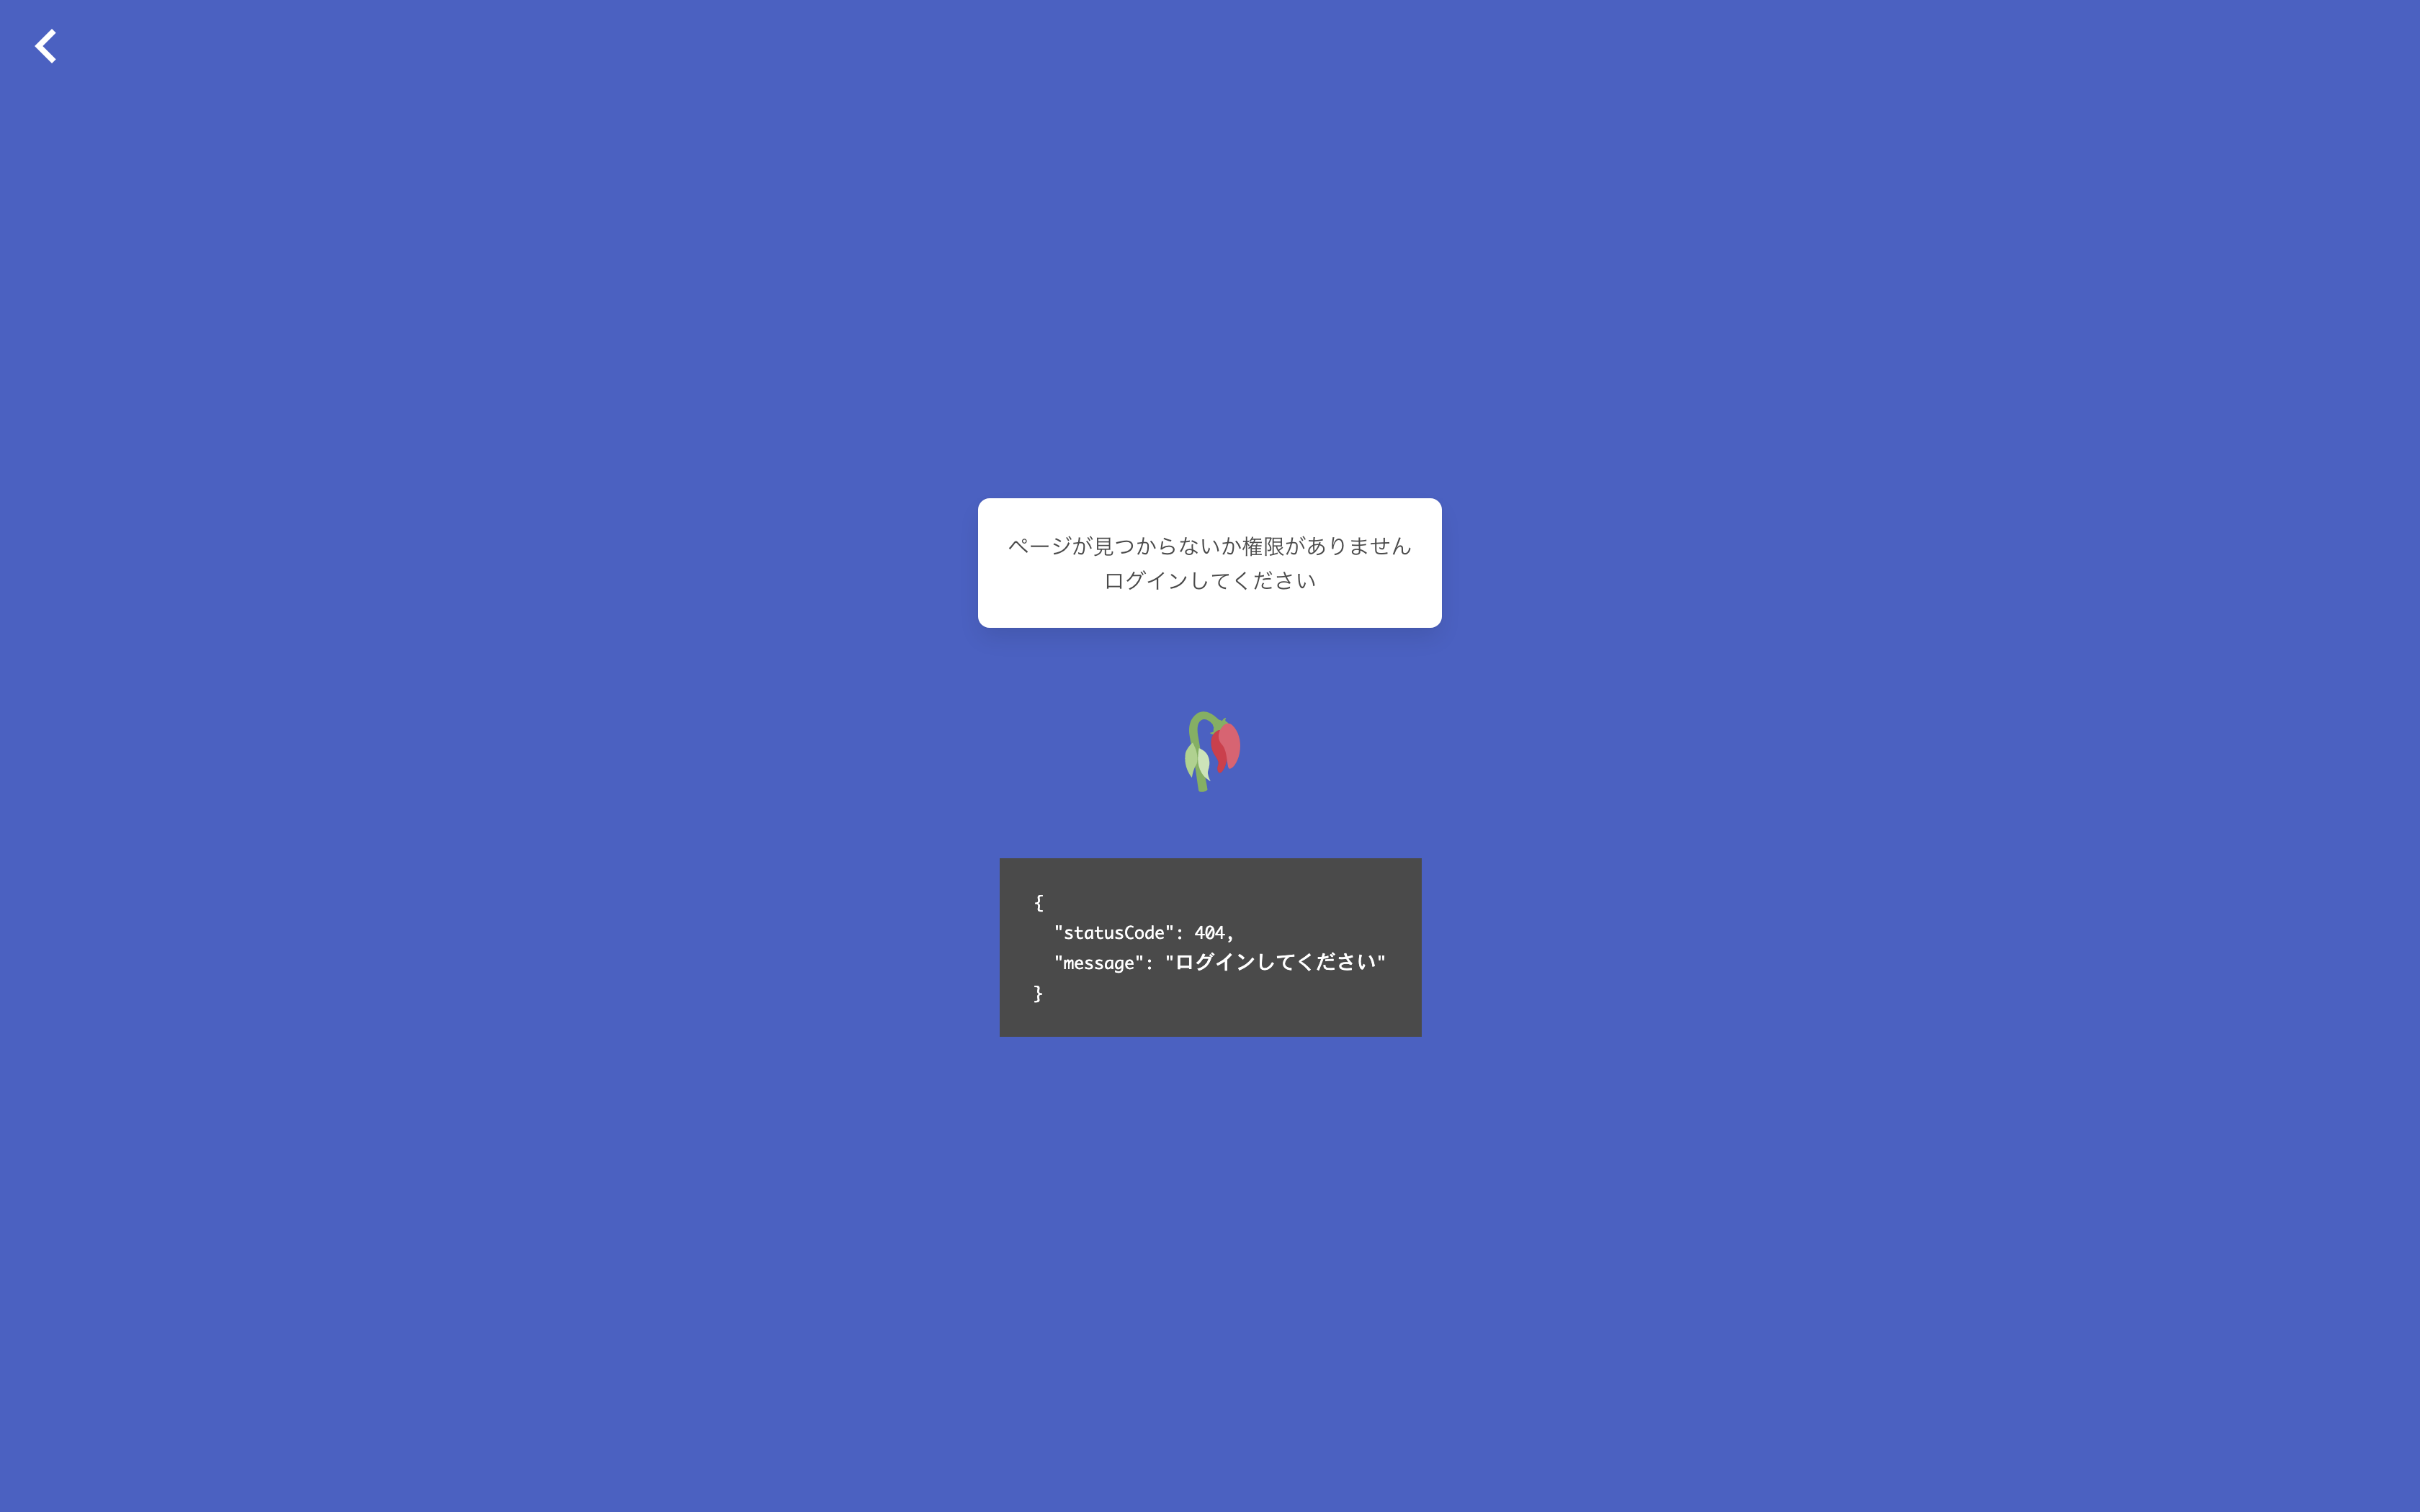 ページが見つからないか権限がありません
ログインしてください
{
  "statusCode": 404,
  "message": "ログインしてください"
}